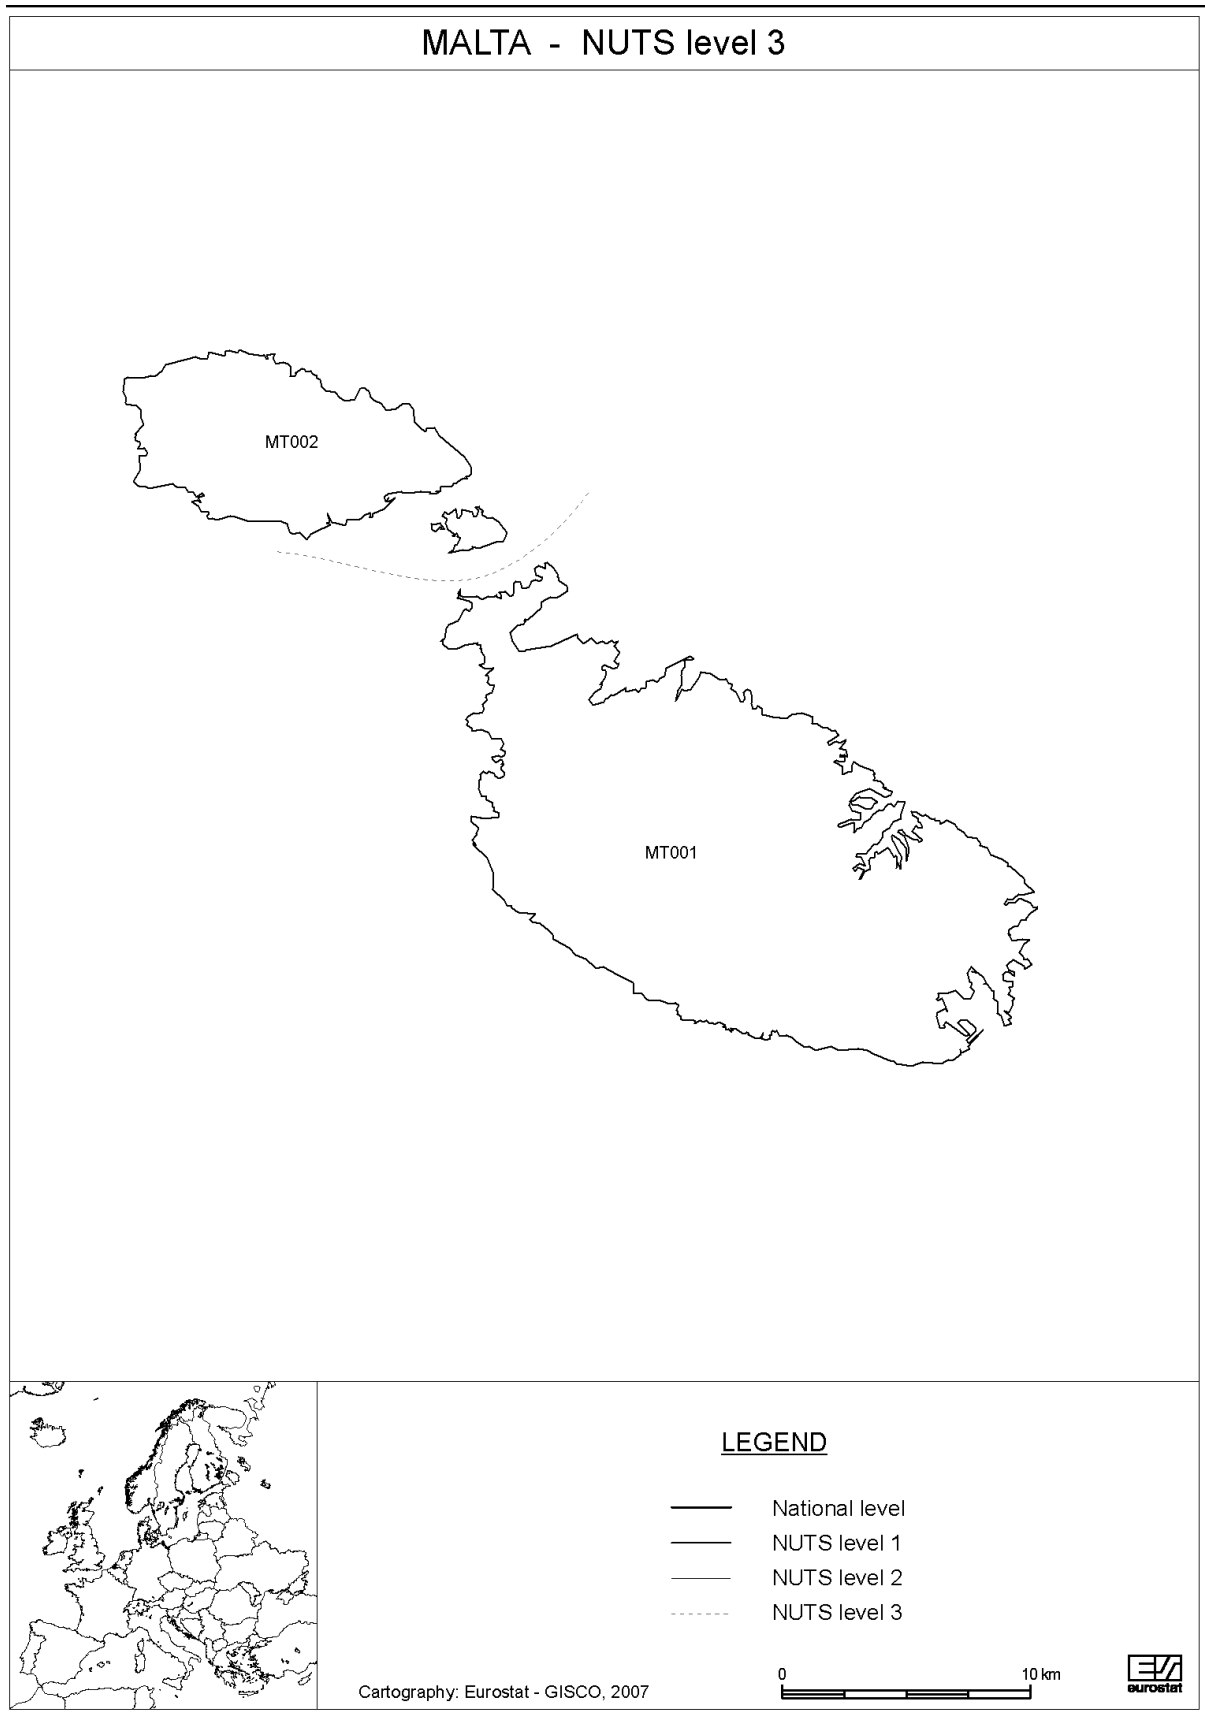 MALTA - NUTS level 3
MT002
MT001
LEGEND
National level
NUTS level 1
NUTS level 2
NUTS level 3
0 10 km
Cartography: Eurostat - GISCO, 2007
eurostat